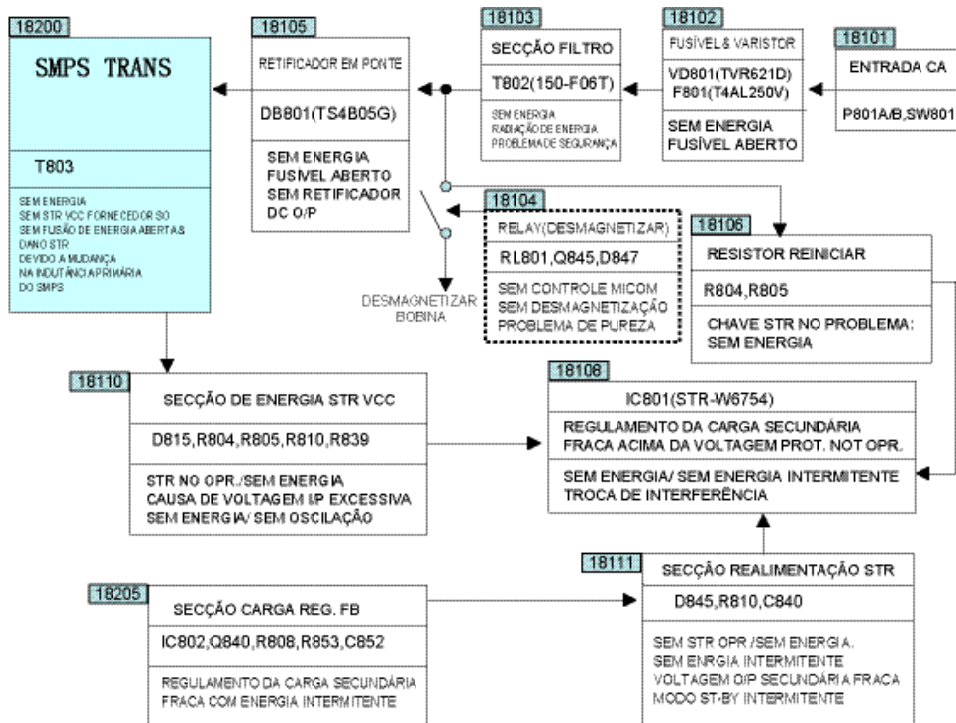 18200
SMPS TRANS
T803
SEM ENERGIA
SEM STR VCC FORNECEDOR SO
SEM FUSÃO DE ENERGIA ABERTA &
DANO STR
DEVIDO A MUDANÇA
NA INDUTÂNCIA PRIMÁRIA
DO SMPS
18105
RETIFICADOR EM PONTE
DB801(TS4B05G)
SEM ENERGIA
FUSIVEL ABERTO
SEM RETIFICADOR
DC O/P
18103
SECÇÃO FILTRO
T802(150-F06T)
SEM ENERGIA
RADIAÇÃO DE ENERGIA
PROBLEMA DE SEGURANÇA
18102
FUSÍVEL & VARISTOR
VD801(TVR621D)
F801(T4AL250V)
SEM ENERGIA
FUSÍVEL ABERTO
18101
ENTRADA CA
P801A/B,SW801
18104
RELAY(DESMAGNETIZAR)
RL801,Q845,D847
SEM CONTROLE MICOM
SEM DESMAGNETIZAÇÃO
PROBLEMA DE PUREZA
DESMAGNETIZAR
BOBINA
18106
RESISTOR REINICIAR
R804,R805
CHAVE STR NO PROBLEMA:
SEM ENERGIA
18110
SECÇÃO DE ENERGIA STR VCC
D815,R804,R805,R810,R839
STR NO OPR./SEM ENERGIA
CAUSA DE VOLTAGEM I/P EXCESSIVA
SEM ENERGIA/ SEM OSCILAÇÃO
18108
IC801(STR-W6754)
REGULAMENTO DA CARGA SECUNDÁRIA
FRACA ACIMA DA VOLTAGEM PROT. NOT OPR.
SEM ENERGIA/ SEM ENERGIA INTERMITENTE
TROCA DE INTERFERÊNCIA
18205
SECÇÃO CARGA REG. FB
IC802,Q840,R808,R853,C852
REGULAMENTO DA CARGA SECUNDÁRIA
FRACA COM ENERGIA INTERMITENTE
18111
SECÇÃO REALIMENTAÇÃO STR
D845,R810,C840
SEM STR OPR /SEM ENERGIA.
SEM ENRGIA INTERMITENTE
VOLTAGEM O/P SECUNDÁRIA FRACA
MODO ST-BY INTERMITENTE